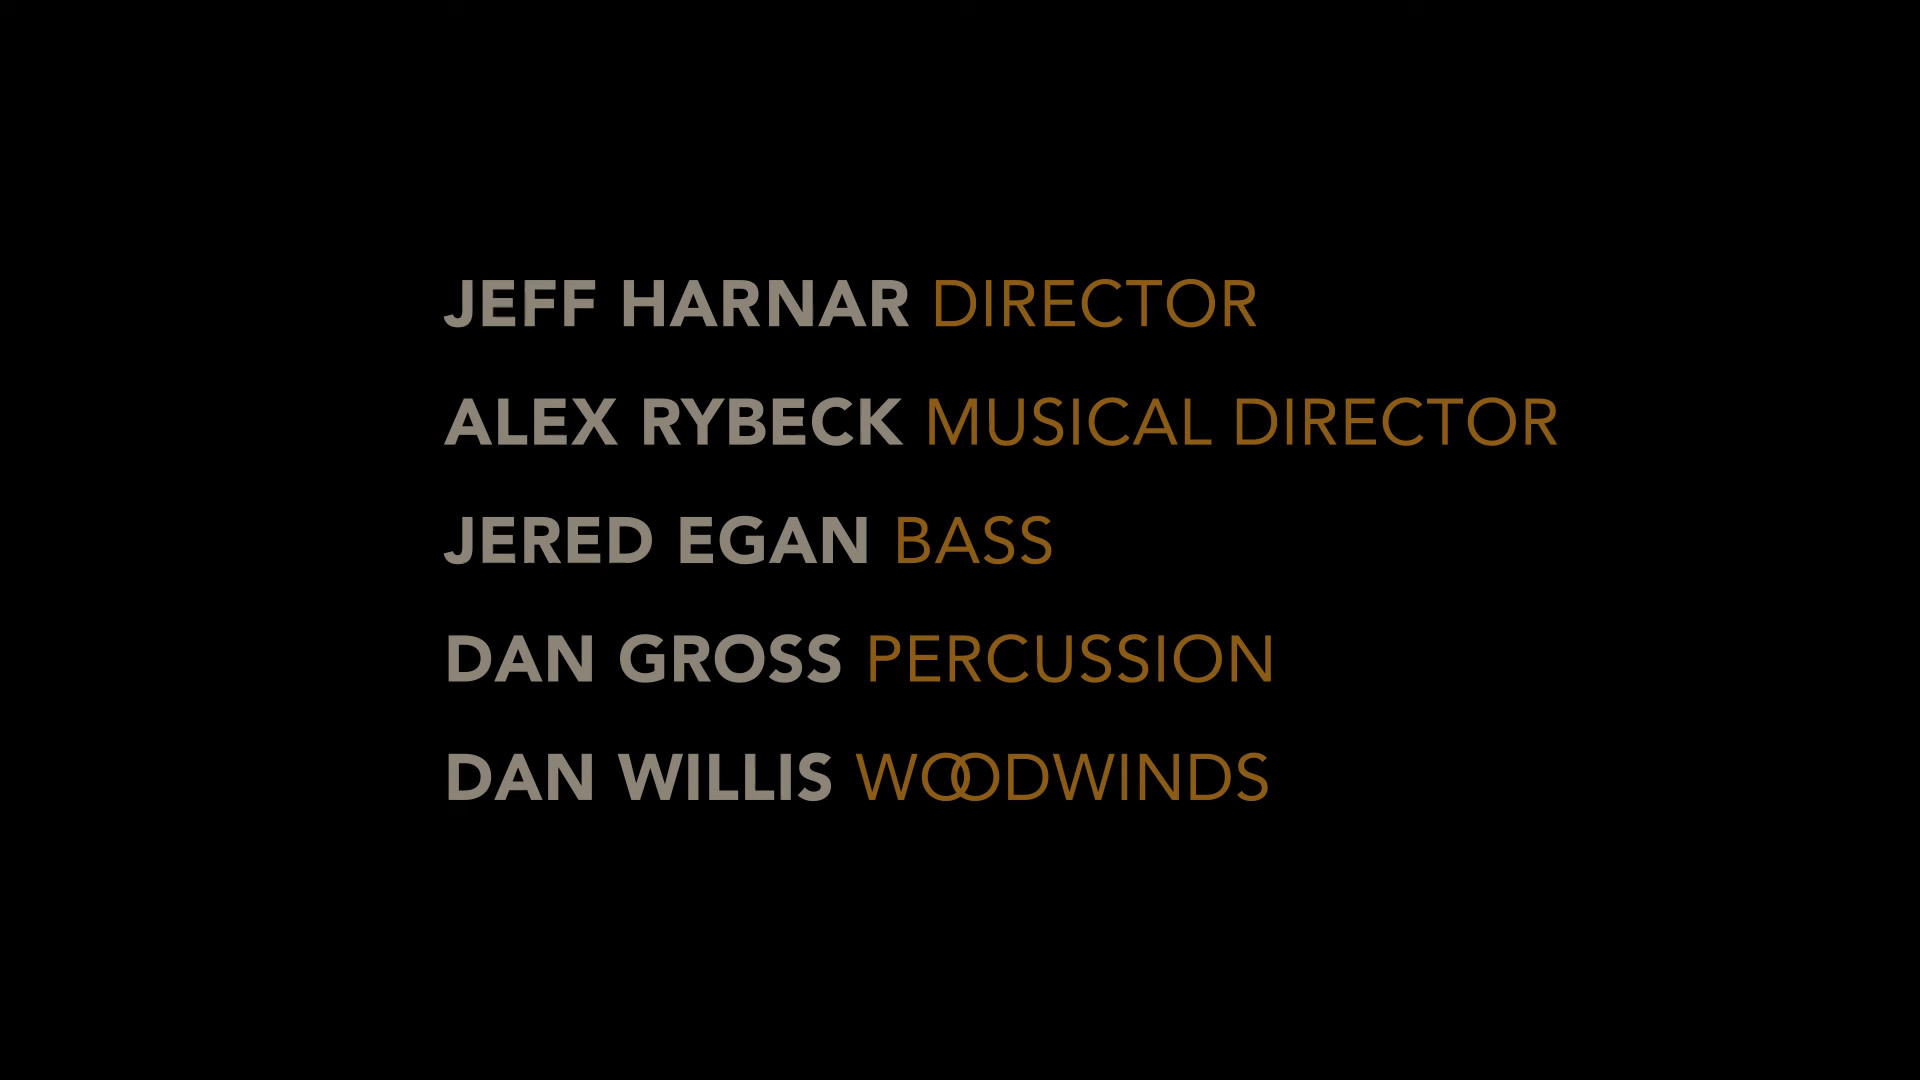 JEFF HARNAR DIRECTOR
ALEX RYBECK MUSICAL DIRECTOR
JERED EGAN BASS
DAN GROSS PERCUSSION
DAN WILLIS WOODWINDS